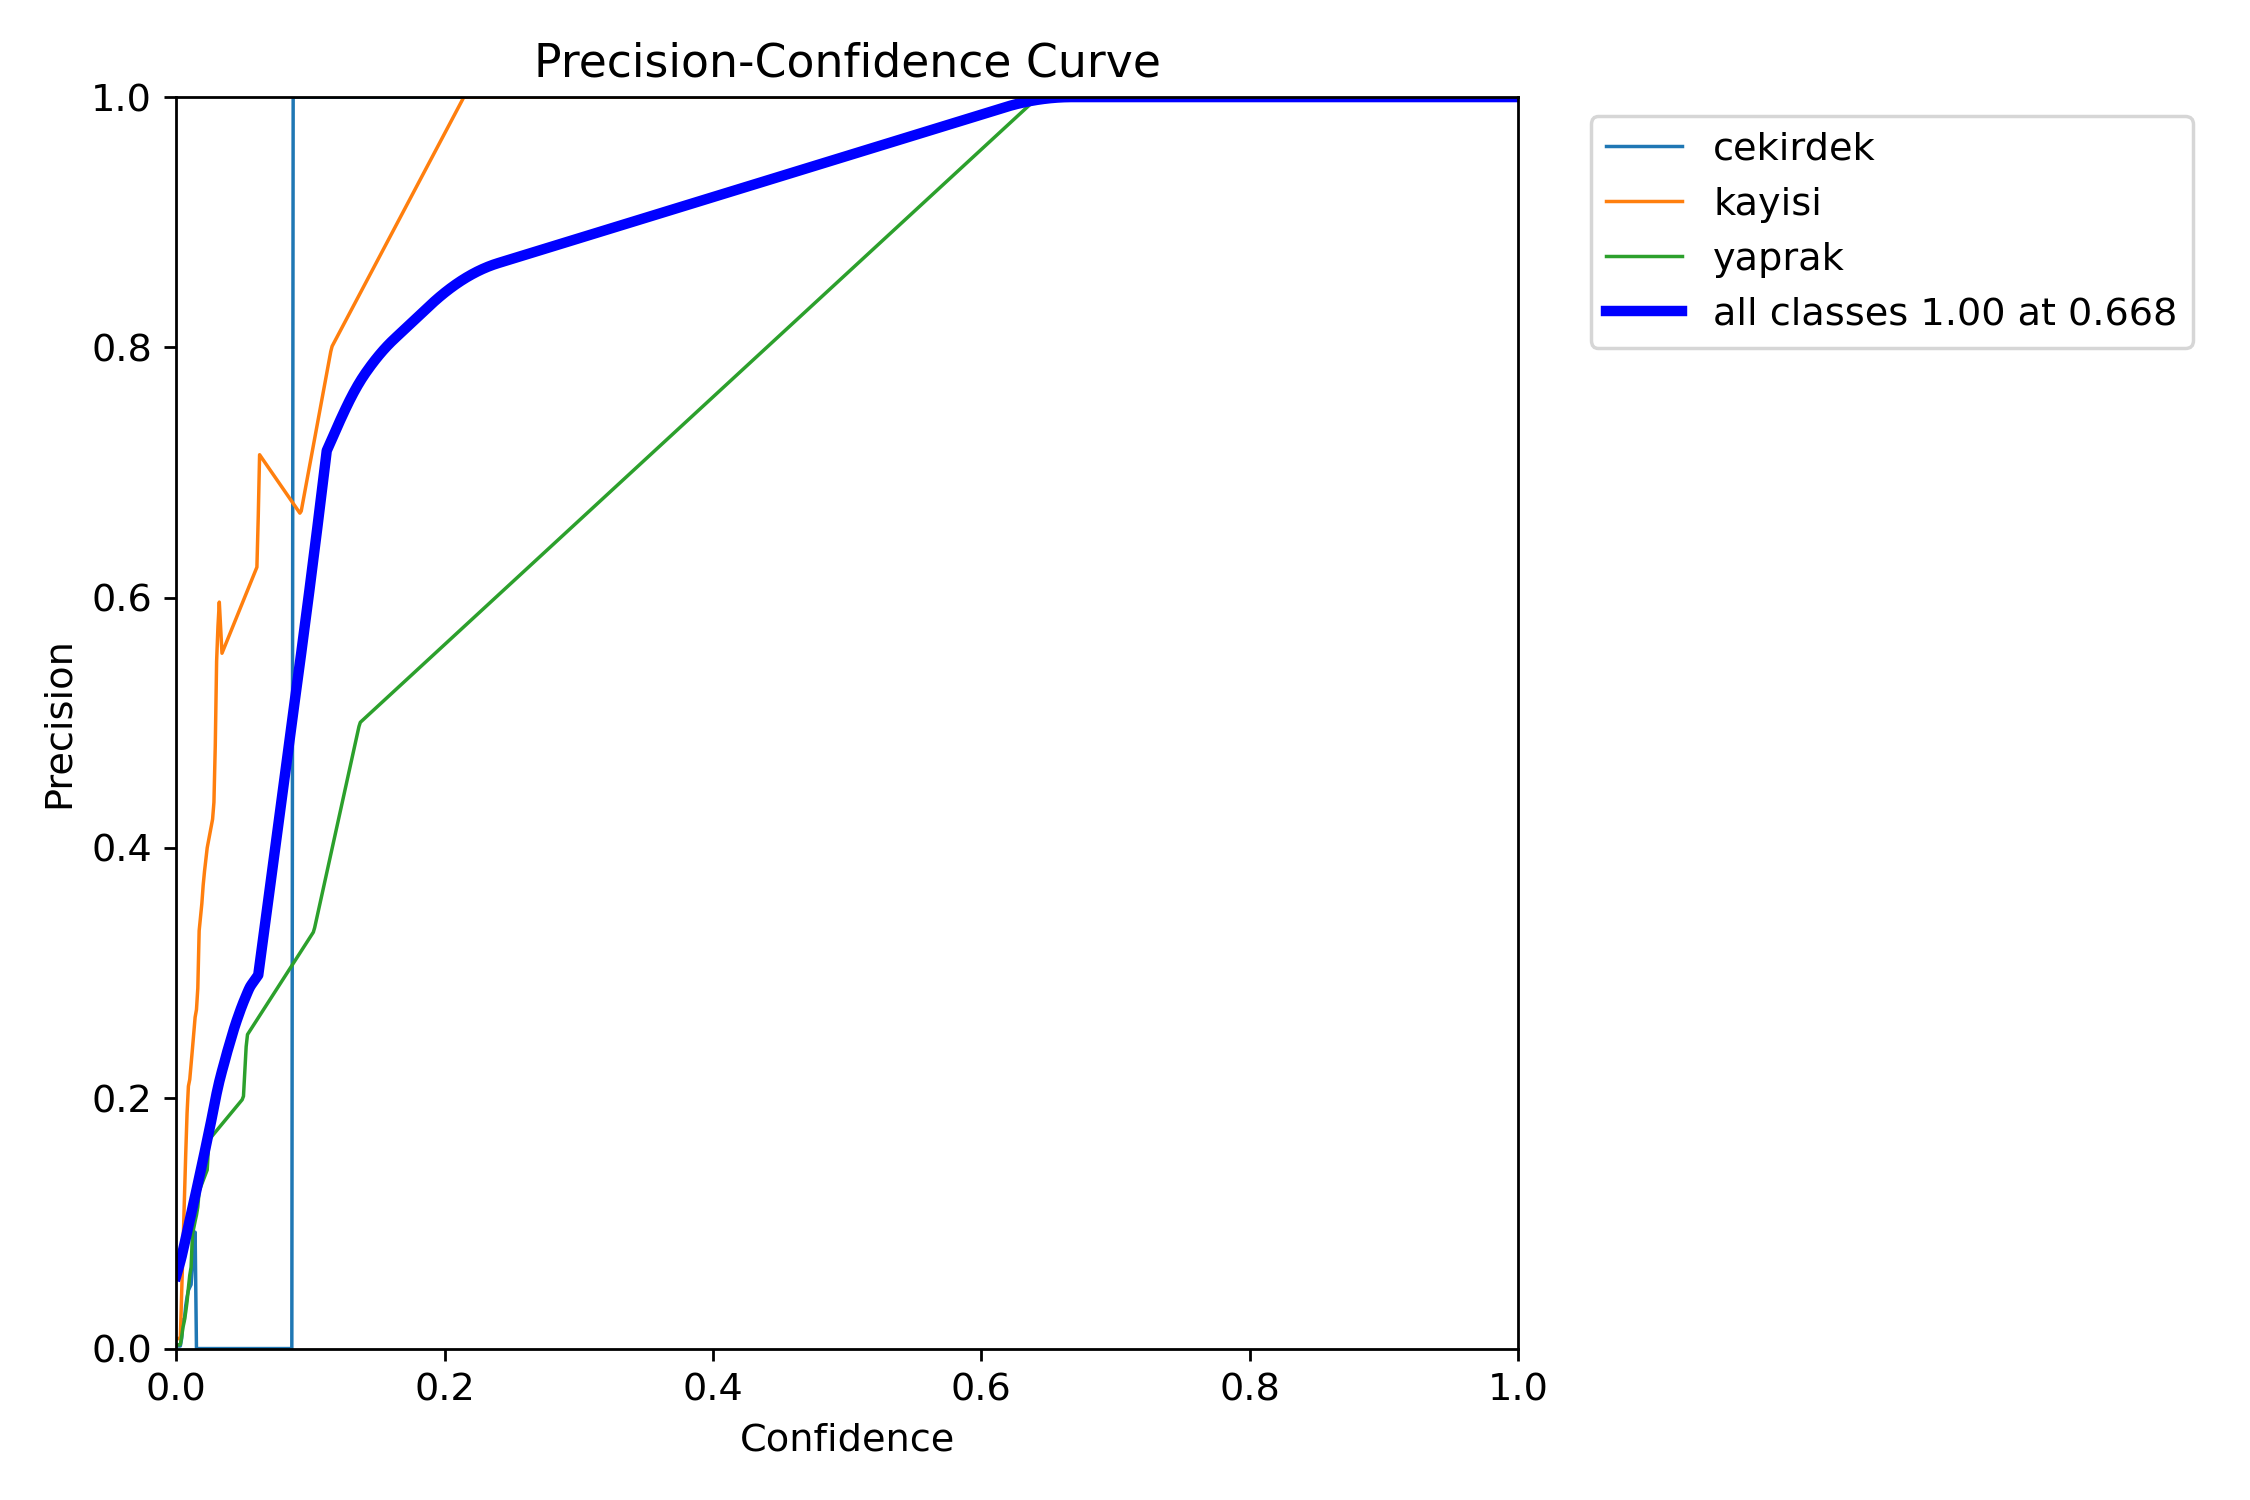 Precision-Confidence Curve
1.0
0.8
0.6
0.4
0.2
0.0
Precision
0.0 0.2 0.4 0.6 0.8 1.0
Confidence
cekirdek
kayisi
yaprak
all classes 1.00 at 0.668